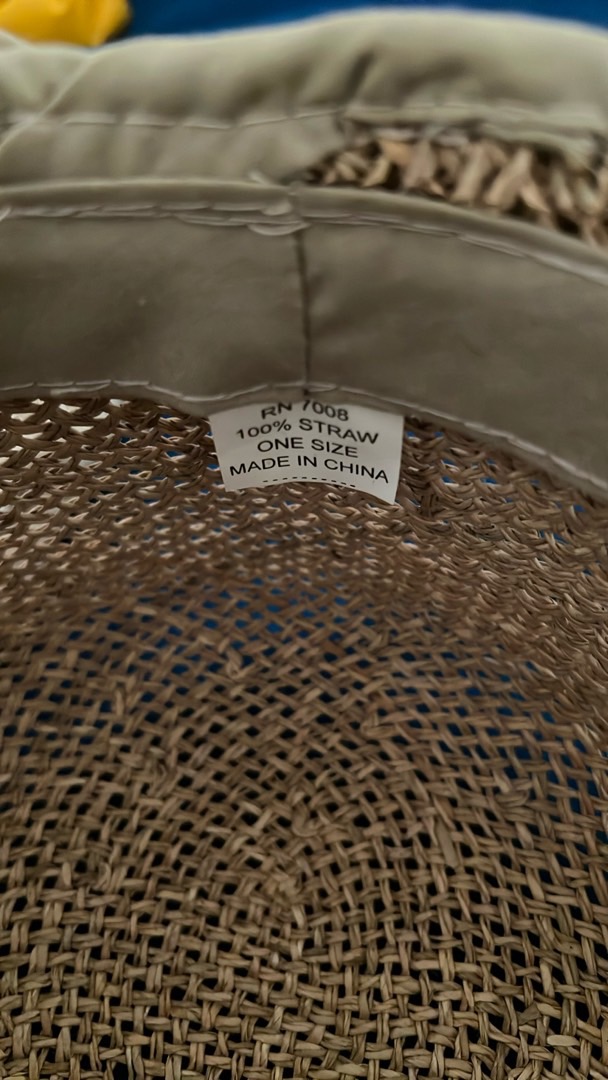 RN 7008
100% STRAW
ONE SIZE
MADE IN CHINA